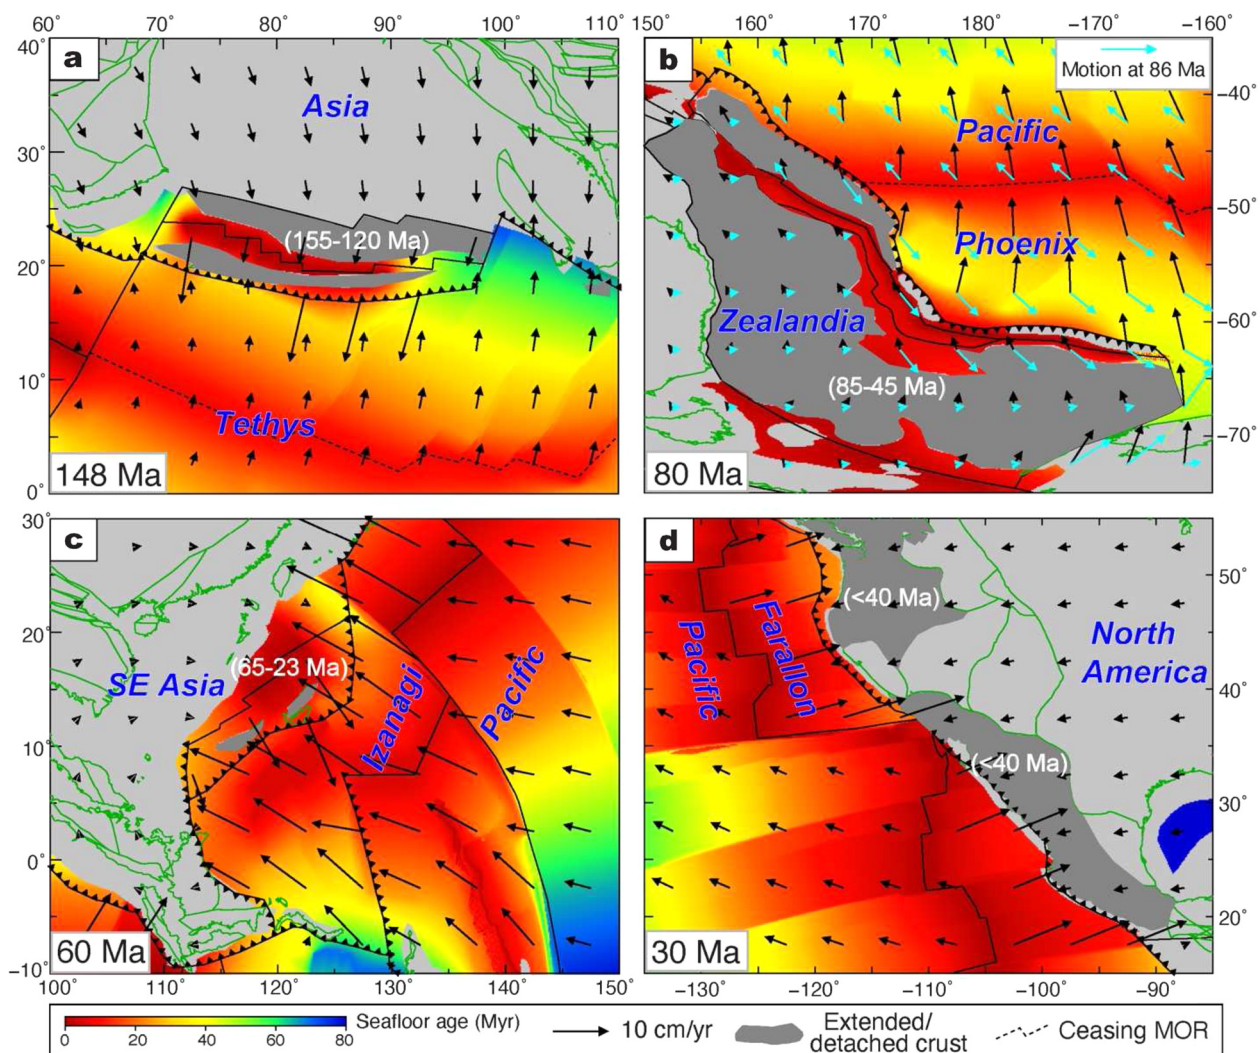 60° 70° 80° 90° 100° 110°
150° 160° 170° 180° −170° −160°
40°
30°
20°
10°
0°
a
Asia
(155-120 Ma)
Tethys
148 Ma
b
Motion at 86 Ma
Pacific
Phoenix
Zealandia
(85-45 Ma)
80 Ma
−40°
−50°
−60°
−70°
30°
20°
10°
0°
−10°
c
SE Asia
(65-23 Ma)
Izanagi
Pacific
60 Ma
100° 110° 120° 130° 140° 150°
d
(<40 Ma)
Pacific
Farallon
North
America
(<40 Ma)
30 Ma
50°
40°
30°
20°
−130° −120° −110° −100° −90°
Seafloor age (Myr)
0 20 40 60 80
10 cm/yr
Extended/
detached crust
Ceasing MOR